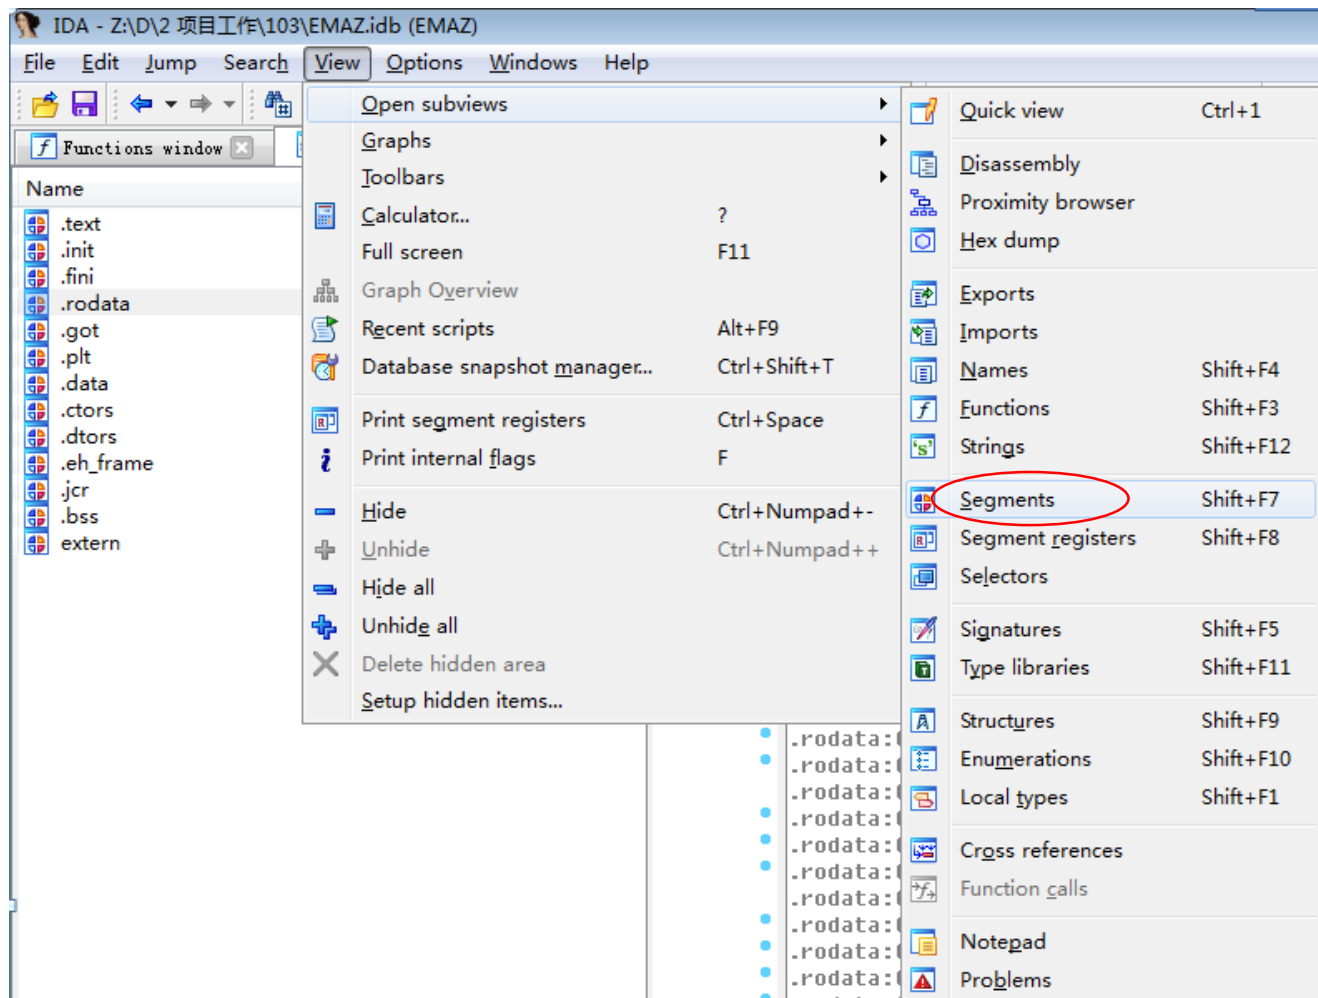 IDA - Z:\D\2 项目工作\103\EMAZ.idb (EMAZ)
File Edit Jump Search View Options Windows Help
Functions window
Name
.text
.init
.fini
.rodata
.got
.plt
.data
.ctors
.dtors
.eh_frame
.jcr
.bss
extern
Open subviews
Graphs
Toolbars
Calculator... ?
Full screen F11
Graph Overview
Recent scripts Alt+F9
Database snapshot manager... Ctrl+Shift+T
Print segment registers Ctrl+Space
Print internal flags F
Hide Ctrl+Numpad+-
Unhide Ctrl+Numpad++
Hide all
Unhide all
Delete hidden area
Setup hidden items...
Quick view Ctrl+1
Disassembly
Proximity browser
Hex dump
Exports
Imports
Names Shift+F4
Functions Shift+F3
Strings Shift+F12
Segments Shift+F7
Segment registers Shift+F8
Selectors
Signatures Shift+F5
Type libraries Shift+F11
Structures Shift+F9
Enumerations Shift+F10
Local types Shift+F1
Cross references
Function calls
Notepad
Problems
.rodata:
.rodata:
.rodata:
.rodata:
.rodata:
.rodata:
.rodata:
.rodata:
.rodata:
.rodata: